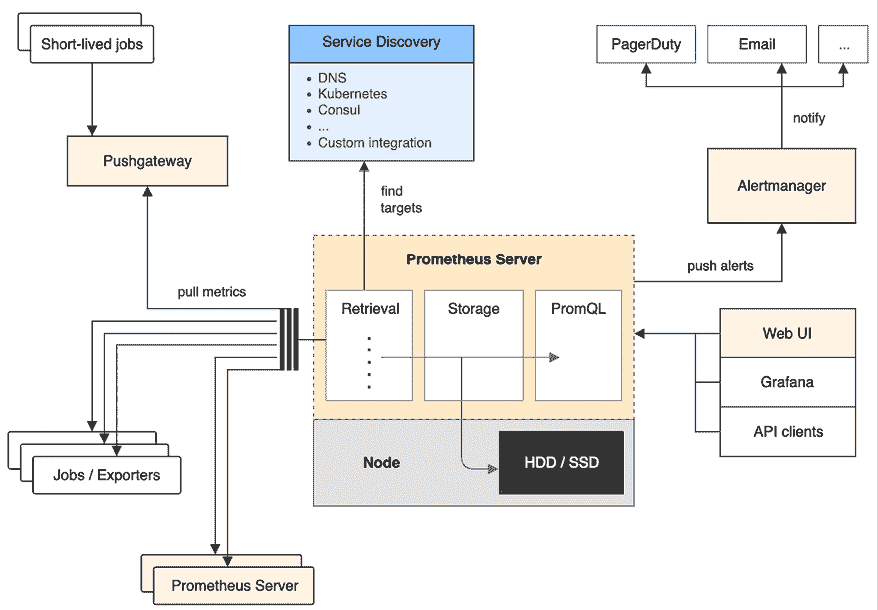 Short-lived jobs
Pushgateway
pull metrics
Jobs / Exporters
Prometheus Server
Service Discovery
• DNS
• Kubernetes
• Consul
• ...
• Custom integration
find
targets
Prometheus Server
Retrieval
Storage
PromQL
Node
HDD / SSD
PagerDuty
Email
...
notify
Alertmanager
push alerts
Web UI
Grafana
API clients